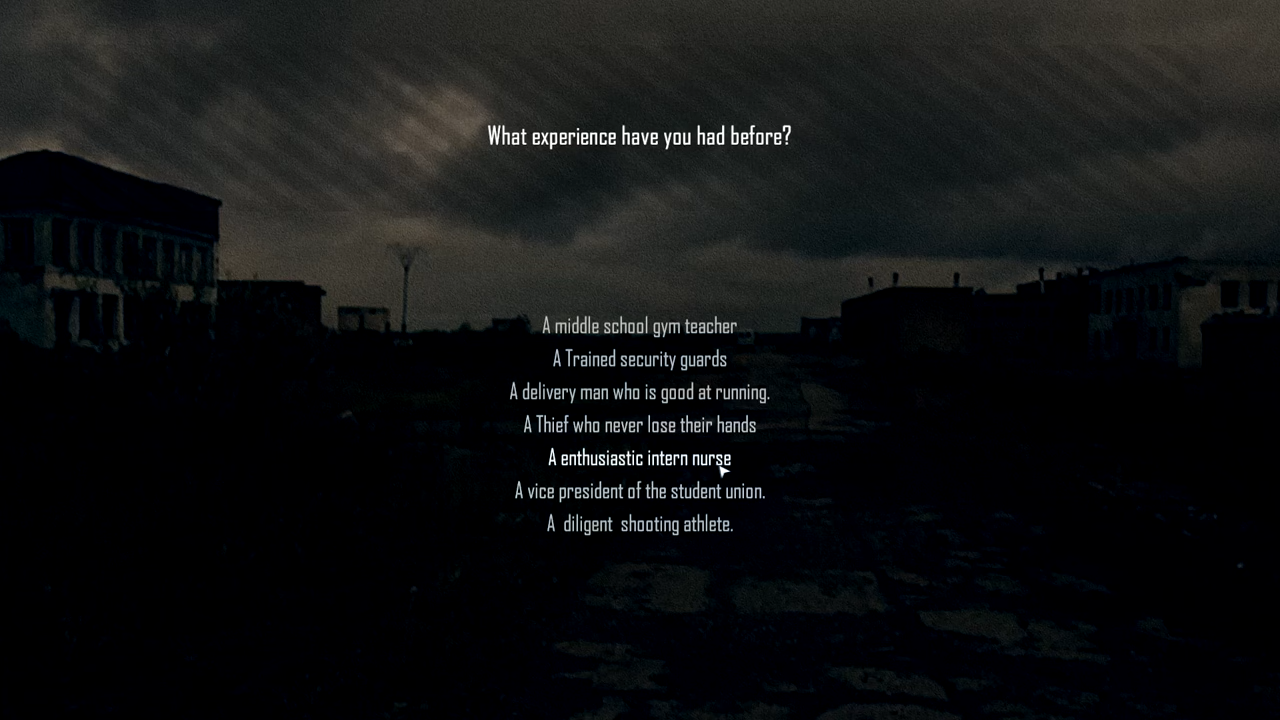 What experience have you had before?
A middle school gym teacher
A Trained security guards
A delivery man who is good at running.
A Thief who never lose their hands
A enthusiastic intern nurse
A vice president of the student union.
A diligent shooting athlete.